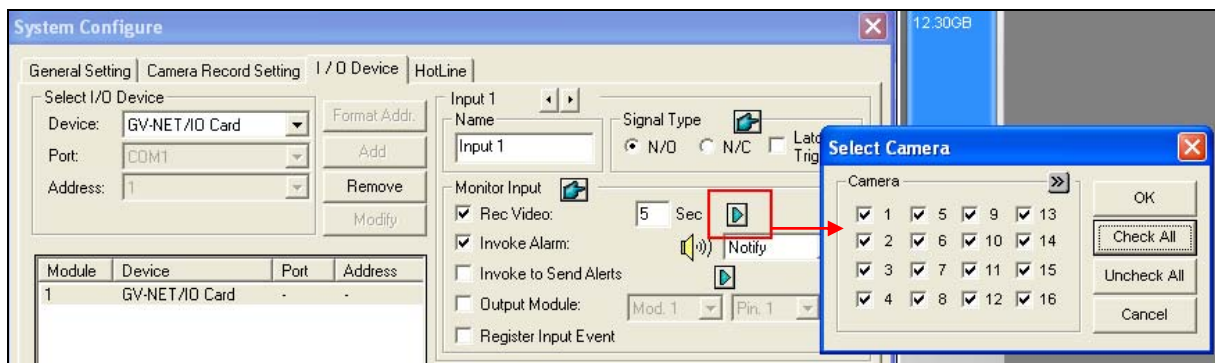 System Configure
12.30GB
General Setting
Camera Record Setting
I / O Device
HotLine
Select I/O Device
Device:
GV-NET/IO Card
Format Addr.
Port:
COM1
Add
Address:
1
Remove
Modify
Module
Device
Port
Address
1
GV-NET/IO Card
-
-
Input 1
Name
Input 1
Signal Type
N/O
N/C
Monitor Input
Rec Video:
5
Sec
Invoke Alarm:
Notify
Invoke to Send Alerts
Output Module:
Mod. 1
Pin. 1
Register Input Event
Select Camera
Camera
1 5 9 13
2 6 10 14
3 7 11 15
4 8 12 16
OK
Check All
Uncheck All
Cancel